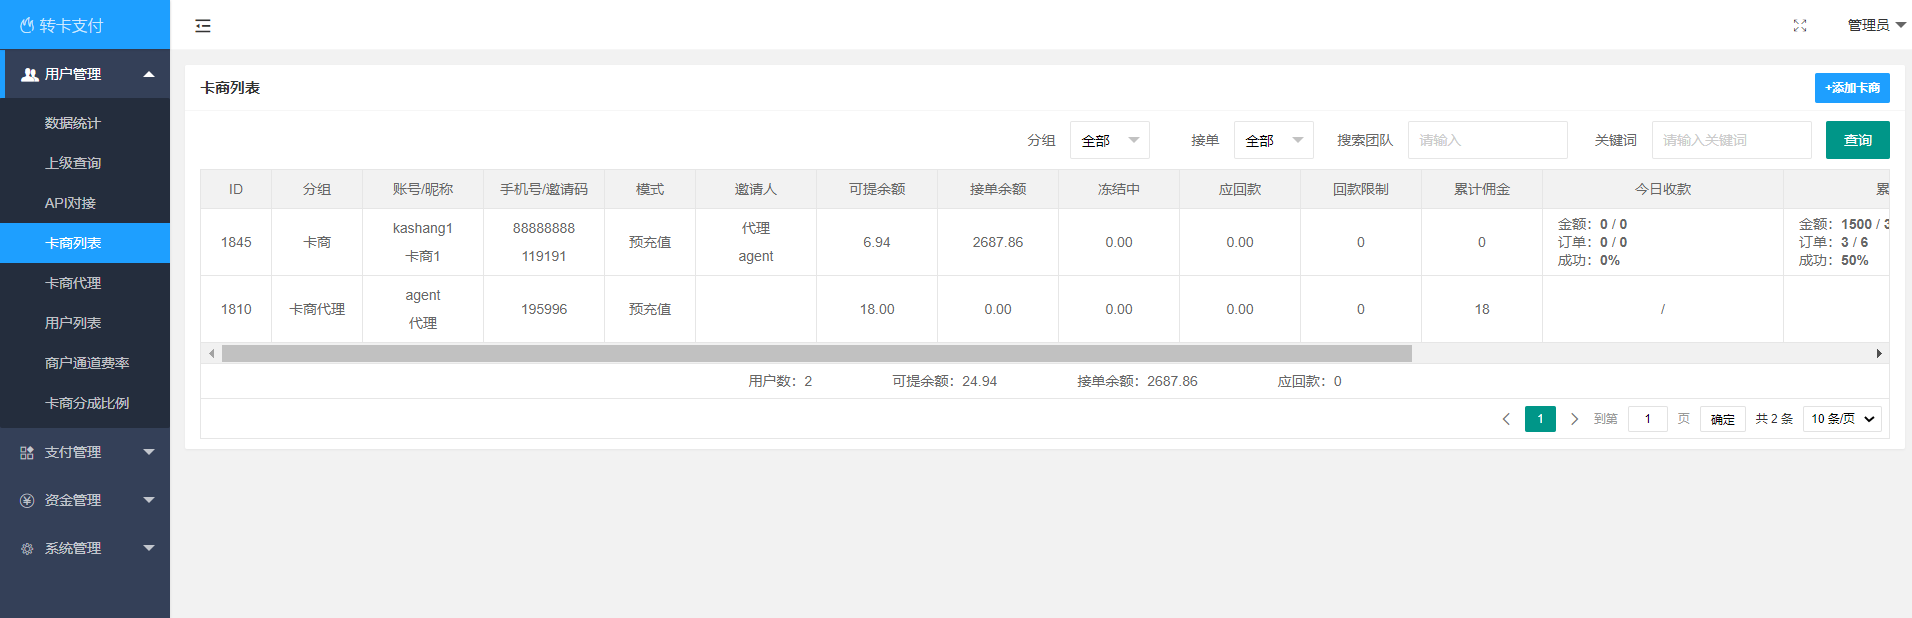 转卡支付
管理员
用户管理
数据统计
上级查询
API对接
卡商列表
卡商代理
用户列表
商户通道费率
卡商分成比例
支付管理
资金管理
系统管理
卡商列表
+添加卡商
分组 全部 接单 全部 搜索团队 请输入 关键词 请输入关键词 查询
ID 分组 账号/昵称 手机号/邀请码 模式 邀请人 可提余额 接单余额 冻结中 应回款 回款限制 累计佣金 今日收款 累
1845 卡商 kashang1 88888888 预充值 代理 6.94 2687.86 0.00 0.00 0 0 金额：0 / 0 金额：1500 / 3
卡商1 119191 agent 订单：0 / 0 订单：3 / 6
成功：0% 成功：50%
1810 卡商代理 agent 195996 预充值 18.00 0.00 0.00 0.00 0 18 /
代理
用户数：2 可提余额：24.94 接单余额：2687.86 应回款：0
1 到第 1 页 确定 共 2 条 10 条/页